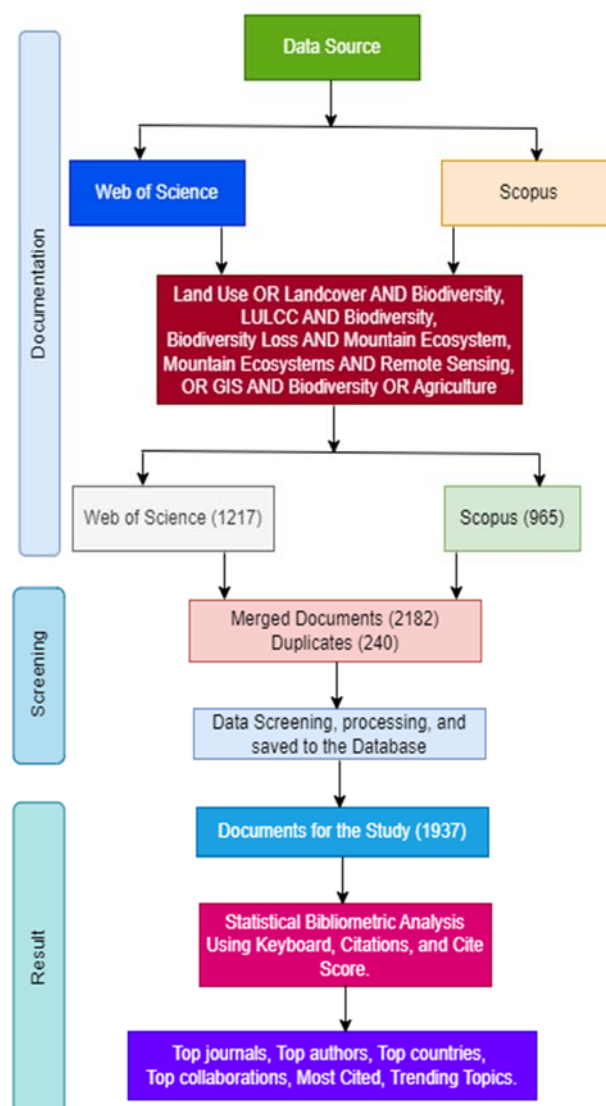 Data Source
Web of Science
Scopus
Documentation
Land Use OR Landcover AND Biodiversity,
LULCC AND Biodiversity,
Biodiversity Loss AND Mountain Ecosystem,
Mountain Ecosystems AND Remote Sensing,
OR GIS AND Biodiversity OR Agriculture
Web of Science (1217)
Scopus (965)
Screening
Merged Documents (2182)
Duplicates (240)
Data Screening, processing, and
saved to the Database
Result
Documents for the Study (1937)
Statistical Bibliometric Analysis
Using Keyboard, Citations, and Cite
Score.
Top journals, Top authors, Top countries,
Top collaborations, Most Cited, Trending Topics.